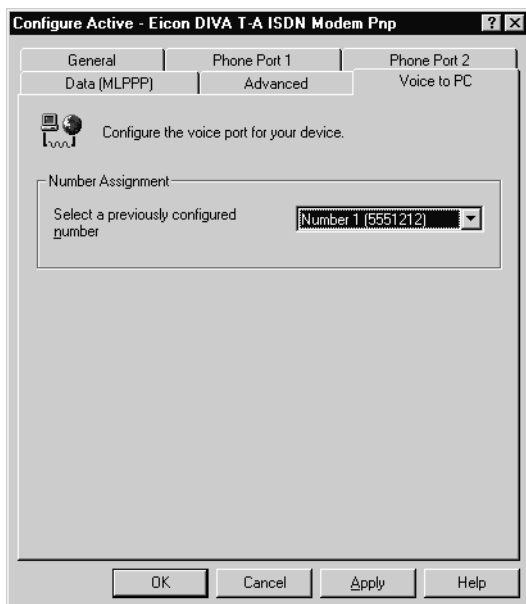 Configure Active - Eicon DIVA T-A ISDN Modem Pnp
General Phone Port 1 Phone Port 2
Data (MLPPP) Advanced Voice to PC
Configure the voice port for your device.
Number Assignment
Select a previously configured
number
Number 1 (5551212)
OK Cancel Apply Help